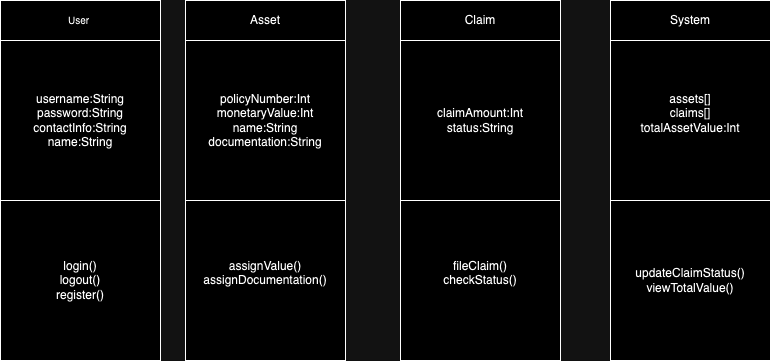 User
username:String
password:String
contactInfo:String
name:String
login()
logout()
register()
Asset
policyNumber:Int
monetaryValue:Int
name:String
documentation:String
assignValue()
assignDocumentation()
Claim
claimAmount:Int
status:String
fileClaim()
checkStatus()
System
assets[]
claims[]
totalAssetValue:Int
updateClaimStatus()
viewTotalValue()